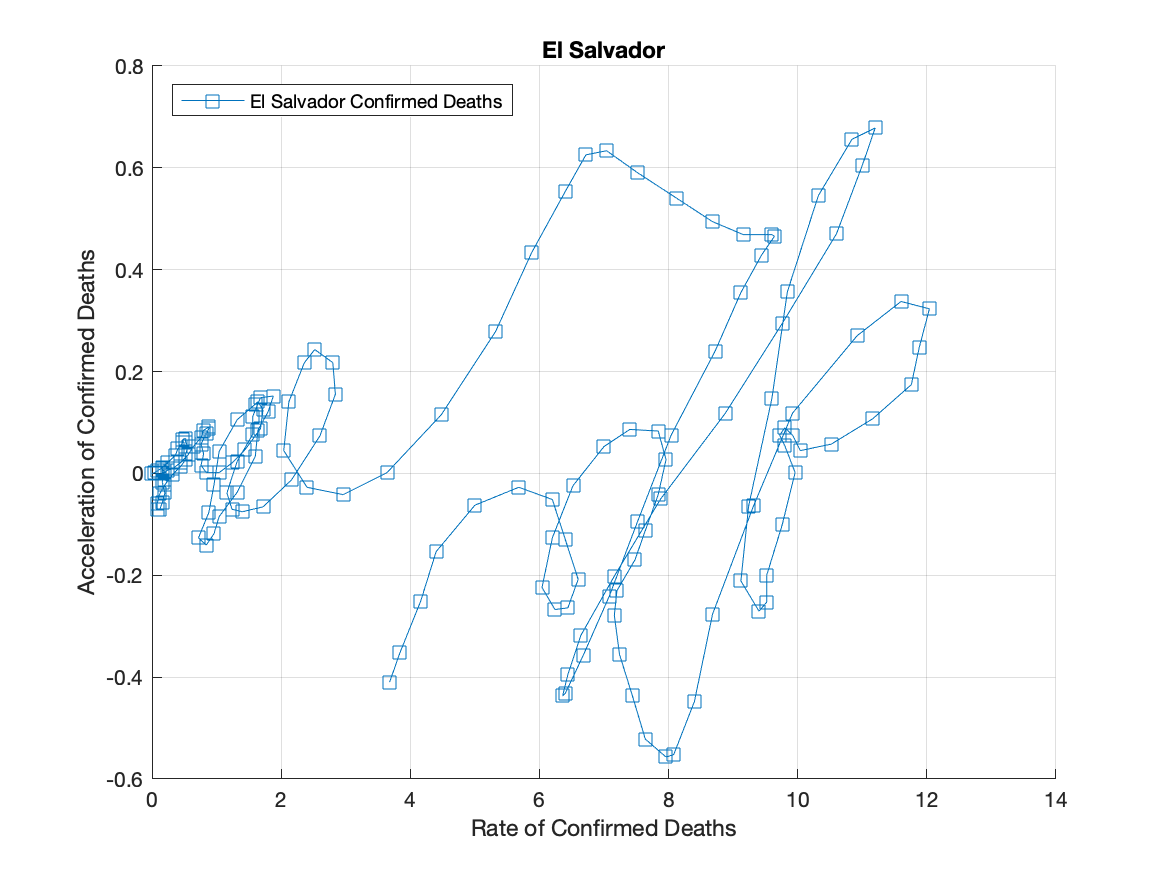 El Salvador
El Salvador Confirmed Deaths
0.8
0.6
0.4
0.2
0
-0.2
-0.4
-0.6
Acceleration of Confirmed Deaths
0 2 4 6 8 10 12 14
Rate of Confirmed Deaths